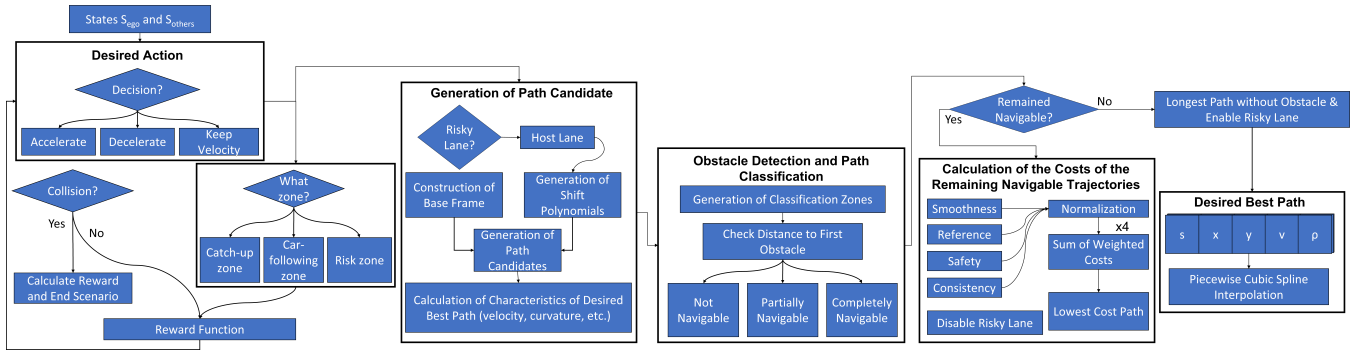 States Sego and Sothers
Desired Action
Decision?
Accelerate
Decelerate
Keep
Velocity
Collision?
Yes
No
Calculate Reward
and End Scenario
What
zone?
Catch-up
zone
Car-
following
zone
Risk zone
Reward Function
Generation of Path Candidate
Risky
Lane?
Host Lane
Construction of
Base Frame
Generation of
Shift
Polynomials
Generation of
Path
Candidates
Calculation of Characteristics of Desired
Best Path (velocity, curvature, etc.)
Obstacle Detection and Path
Classification
Generation of Classification Zones
Check Distance to First
Obstacle
Not
Navigable
Partially
Navigable
Completely
Navigable
Remained
Navigable?
Yes
No
Calculation of the Costs of the
Remaining Navigable Trajectories
Smoothness
Reference
Safety
Consistency
Normalization
x4
Sum of Weighted
Costs
Lowest Cost Path
Disable Risky Lane
Longest Path without Obstacle &
Enable Risky Lane
Desired Best Path
s x y v ρ
Piecewise Cubic Spline
Interpolation